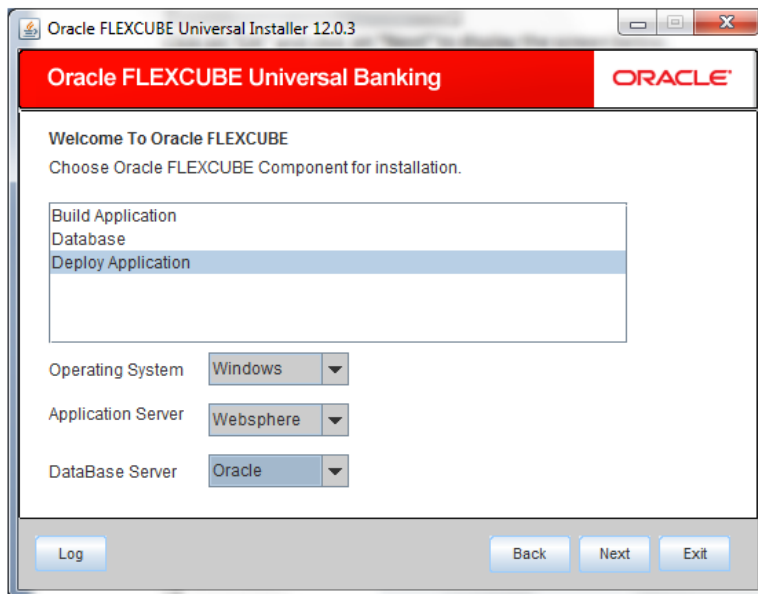 Oracle FLEXCUBE Universal Installer 12.0.3
Oracle FLEXCUBE Universal Banking
ORACLE
Welcome To Oracle FLEXCUBE
Choose Oracle FLEXCUBE Component for installation.
Build Application
Database
Deploy Application
Operating System Windows
Application Server Websphere
DataBase Server Oracle
Log Back Next Exit